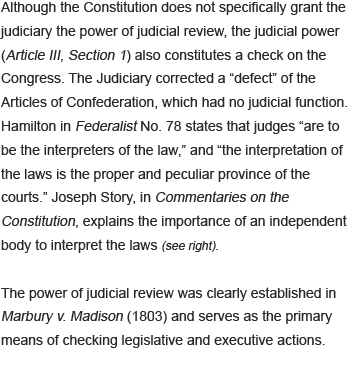 Although the Constitution does not specifically grant the
judiciary the power of judicial review, the judicial power
(Article III, Section 1) also constitutes a check on the
Congress. The Judiciary corrected a “defect” of the
Articles of Confederation, which had no judicial function.
Hamilton in Federalist No. 78 states that judges “are to
be the interpreters of the law,” and “the interpretation of
the laws is the proper and peculiar province of the
courts.” Joseph Story, in Commentaries on the
Constitution, explains the importance of an independent
body to interpret the laws (see right).
The power of judicial review was clearly established in
Marbury v. Madison (1803) and serves as the primary
means of checking legislative and executive actions.